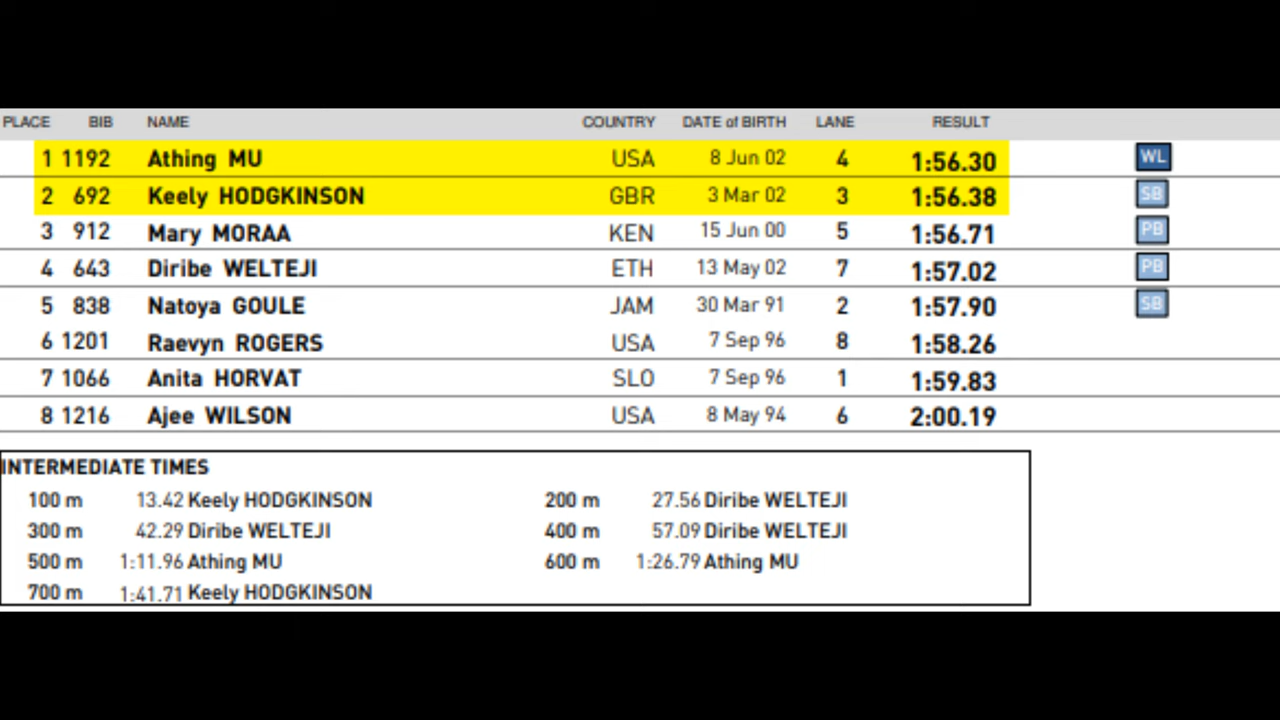 PLACE BIB NAME COUNTRY DATE of BIRTH LANE RESULT
1 1192 Athing MU USA 8 Jun 02 4 1:56.30 WL
2 692 Keely HODGKINSON GBR 3 Mar 02 3 1:56.38 SB
3 912 Mary MORAA KEN 15 Jun 00 5 1:56.71 PB
4 643 Diribe WELTEJI ETH 13 May 02 7 1:57.02 PB
5 838 Natoya GOULE JAM 30 Mar 91 2 1:57.90 SB
6 1201 Raevyn ROGERS USA 7 Sep 96 8 1:58.26
7 1066 Anita HORVAT SLO 7 Sep 96 1 1:59.83
8 1216 Ajee WILSON USA 8 May 94 6 2:00.19
INTERMEDIATE TIMES
100 m 13.42 Keely HODGKINSON 200 m 27.56 Diribe WELTEJI
300 m 42.29 Diribe WELTEJI 400 m 57.09 Diribe WELTEJI
500 m 1:11.96 Athing MU 600 m 1:26.79 Athing MU
700 m 1:41.71 Keely HODGKINSON